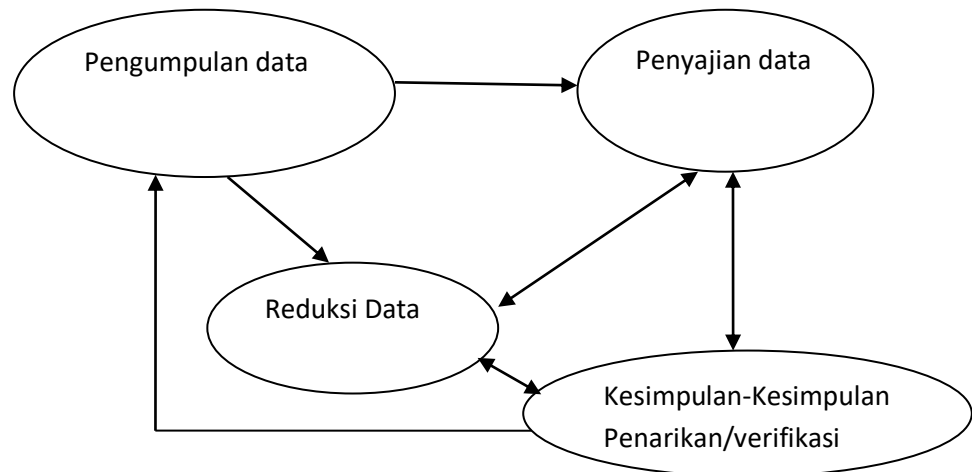 Pengumpulan data
Penyajian data
Reduksi Data
Kesimpulan-Kesimpulan
Penarikan/verifikasi